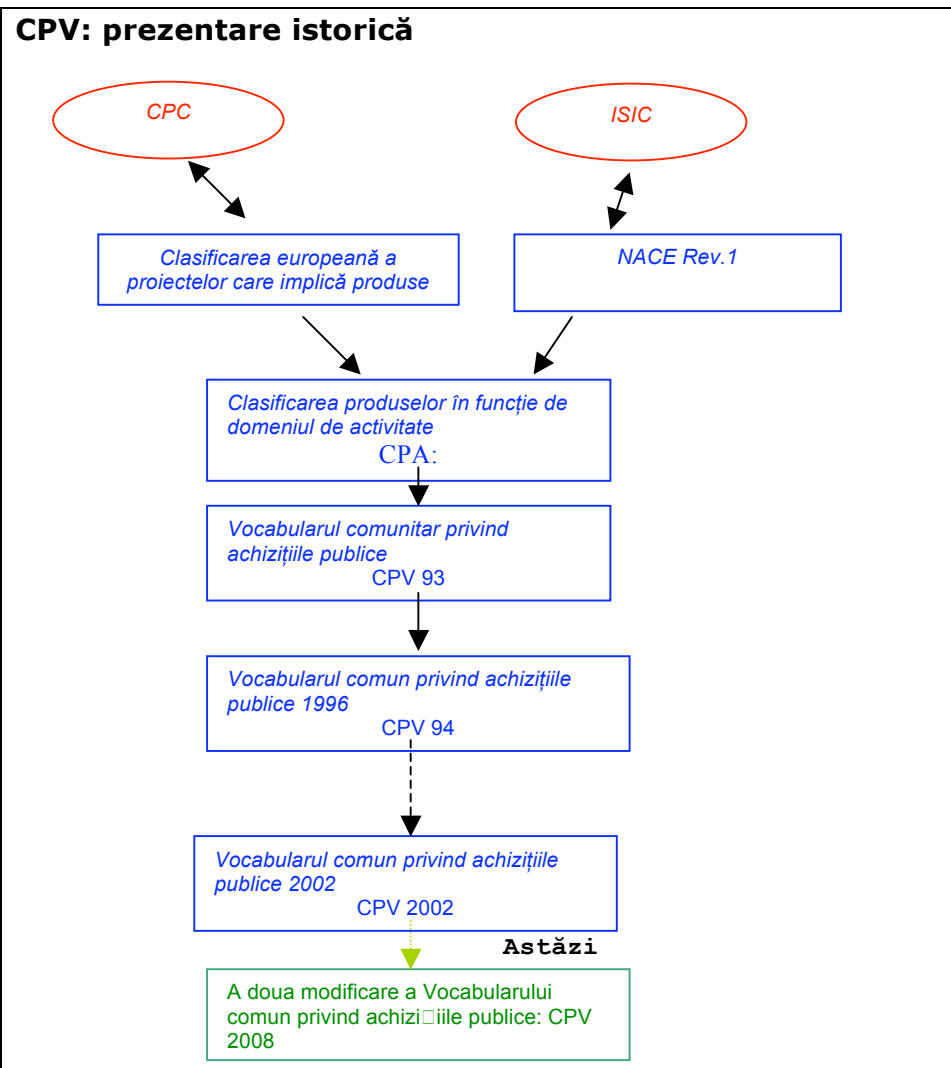 CPV: prezentare istorică
CPC
ISIC
Clasificarea europeană a
proiectelor care implică produse
NACE Rev.1
Clasificarea produselor în funcție de
domeniul de activitate
CPA:
Vocabularul comunitar privind
achizițiile publice
CPV 93
Vocabularul comun privind achizițiile
publice 1996
CPV 94
Vocabularul comun privind achizițiile
publice 2002
CPV 2002
Astăzi
A doua modificare a Vocabularului
comun privind achizi□iile publice: CPV
2008